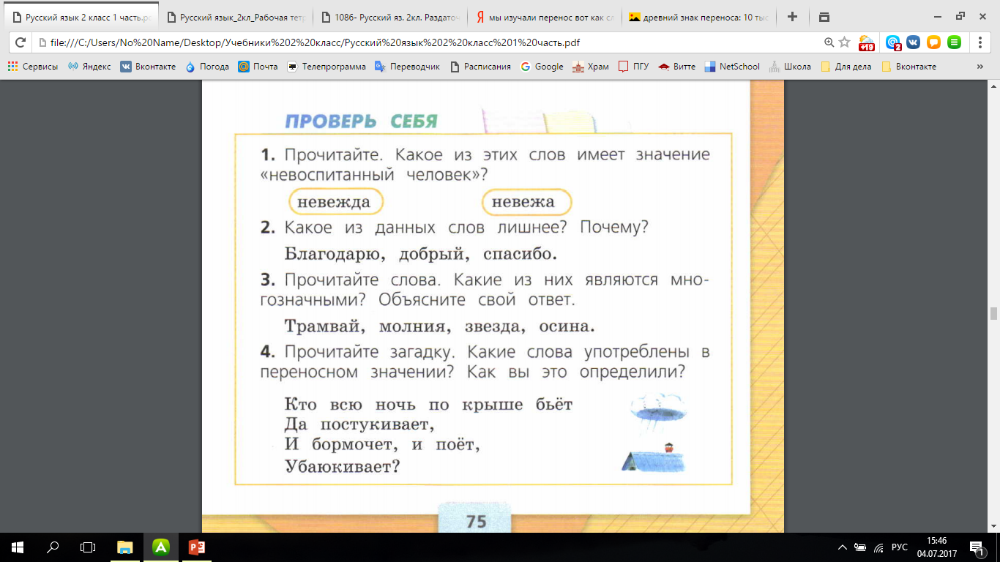 Русский язык 2 класс 1 часть.pd
Русский язык_2кл_Рабочая тетр
1086- Русский яз. 2кл. Раздаточ
мы изучали перенос вот как сл
древний знак переноса: 10 тыс
file:///C:/Users/No%20Name/Desktop/Учебники%202%20класс/Русский%20язык%202%20класс%201%20часть.pdf
+19
2
Сервисы Яндекс Вконтакте Погода Почта Телепрограмма Переводчик Расписания Google Храм ПГУ Витте NetSchool Школа Для дела Вконтакте »
ПРОВЕРЬ СЕБЯ
1. Прочитайте. Какое из этих слов имеет значение
«невоспитанный человек»?
невежда невежа
2. Какое из данных слов лишнее? Почему?
Благодарю, добрый, спасибо.
3. Прочитайте слова. Какие из них являются мно-
гозначными? Объясните свой ответ.
Трамвай, молния, звезда, осина.
4. Прочитайте загадку. Какие слова употреблены в
переносном значении? Как вы это определили?
Кто всю ночь по крыше бьёт
Да постукивает,
И бормочет, и поёт,
Убаюкивает?
75
РУС
15:46
04.07.2017
1